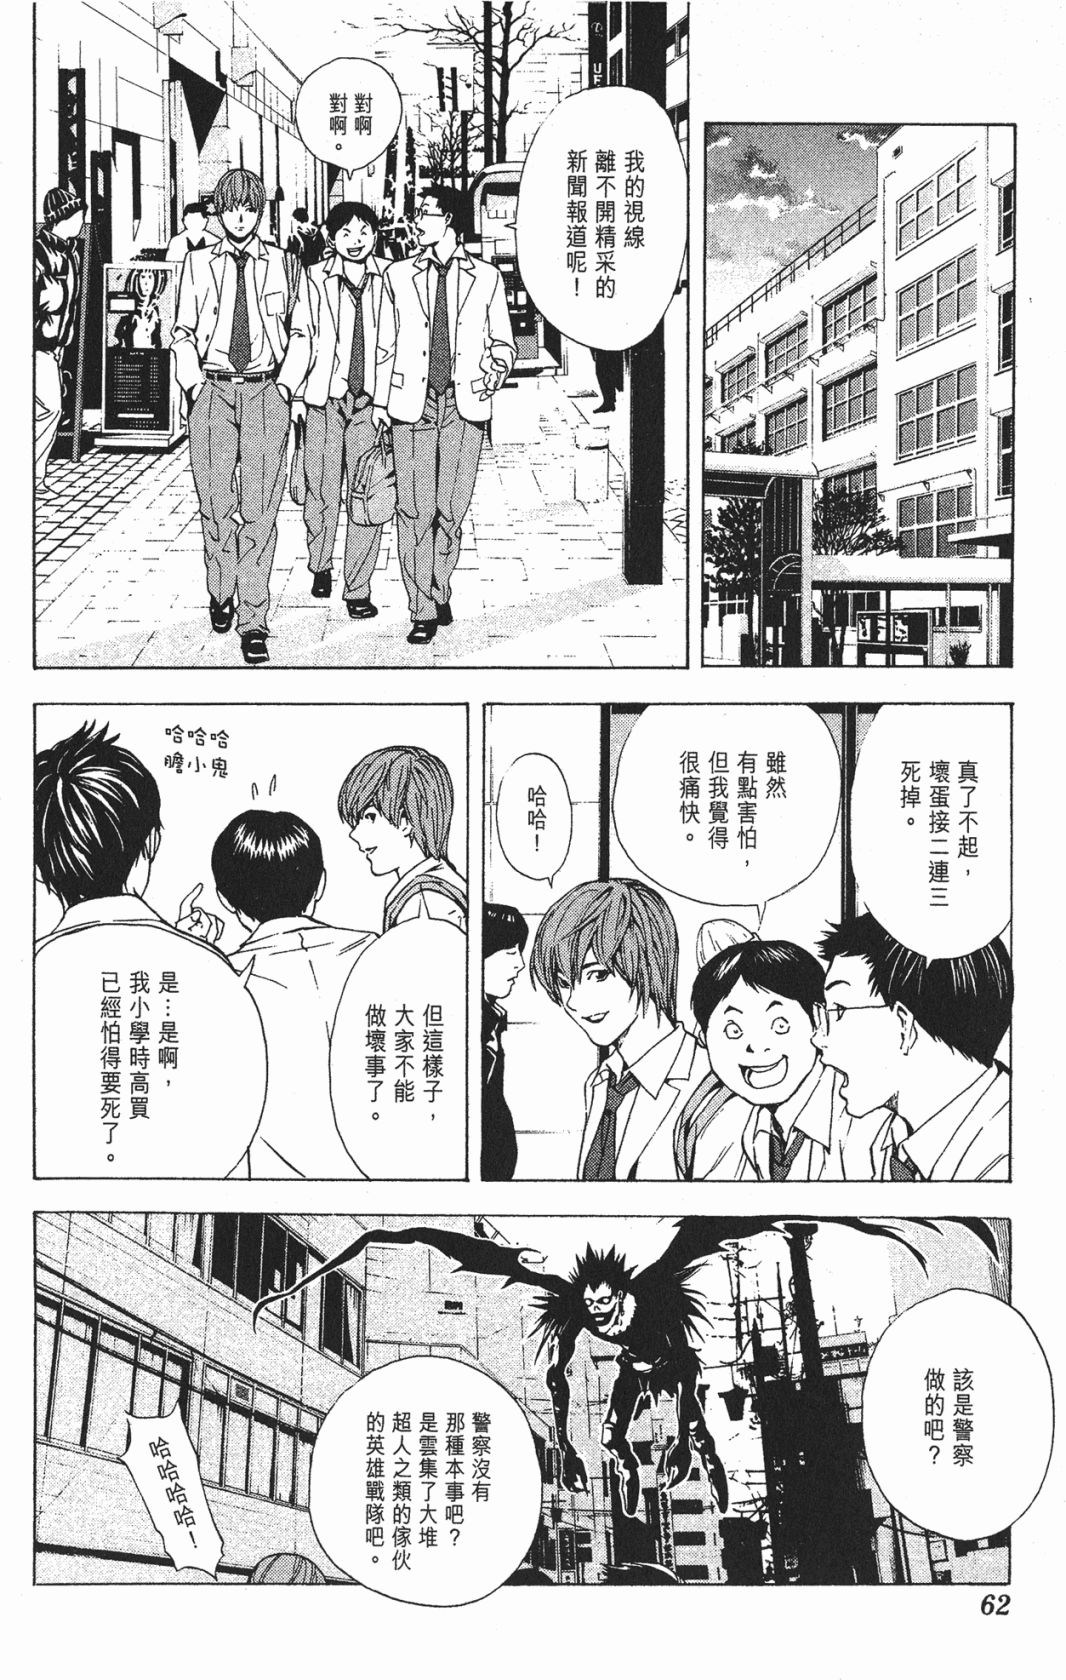 我的視線
離不開精采的
新聞報道呢！
對啊
對啊。
真了不起，
壞蛋接二連三
死掉。
雖然
有點害怕，
但我覺得
很痛快。
哈哈！
哈哈哈
膽小鬼
但這樣子，
大家不能
做壞事了。
是…是啊，
我小學時高買
已經怕得要死了。
該是警察
做的吧？
警察沒有
那種本事吧？
是雲集了大堆
超人之類的傢伙
的英雄戰隊吧。
哈哈哈哈！
62